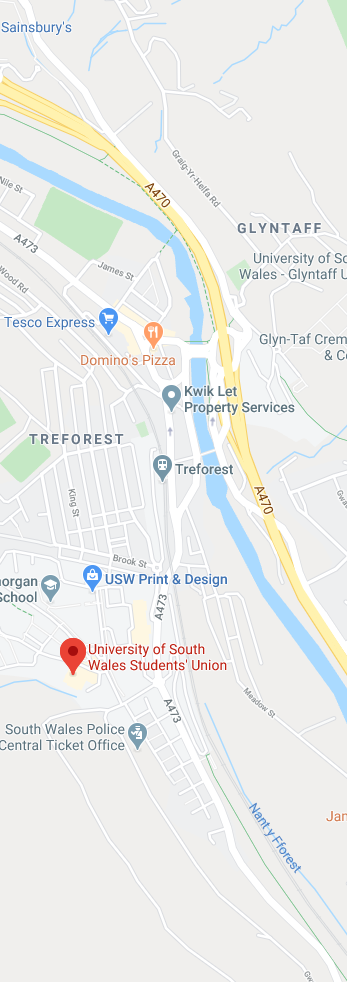 Sainsbury's
Graig-Yr-Helfa Rd
Nile St
A470
GLYNTAFF
A473
University of So
Wales - Glyntaff U
James St
Wood Rd
Tesco Express
Domino's Pizza
Glyn-Taf Crem
& Ce
Kwik Let
Property Services
TREFOREST
Treforest
King St
A470
Brook St
morgan
School
USW Print & Design
A473
University of South
Wales Students' Union
Meadow St
A473
South Wales Police
Central Ticket Office
Nant y Fforest
Jam